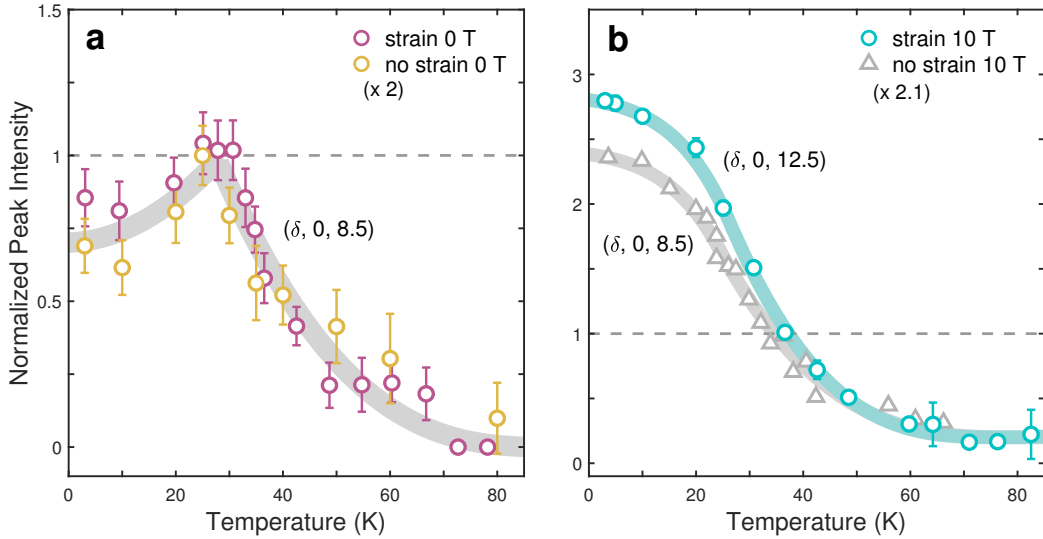 a
strain 0 T
no strain 0 T
(x 2)
(δ, 0, 8.5)
Normalized Peak Intensity
1.5
1
0.5
0
0 20 40 60 80
Temperature (K)
b
strain 10 T
no strain 10 T
(x 2.1)
(δ, 0, 12.5)
(δ, 0, 8.5)
3
2
1
0
0 20 40 60 80
Temperature (K)